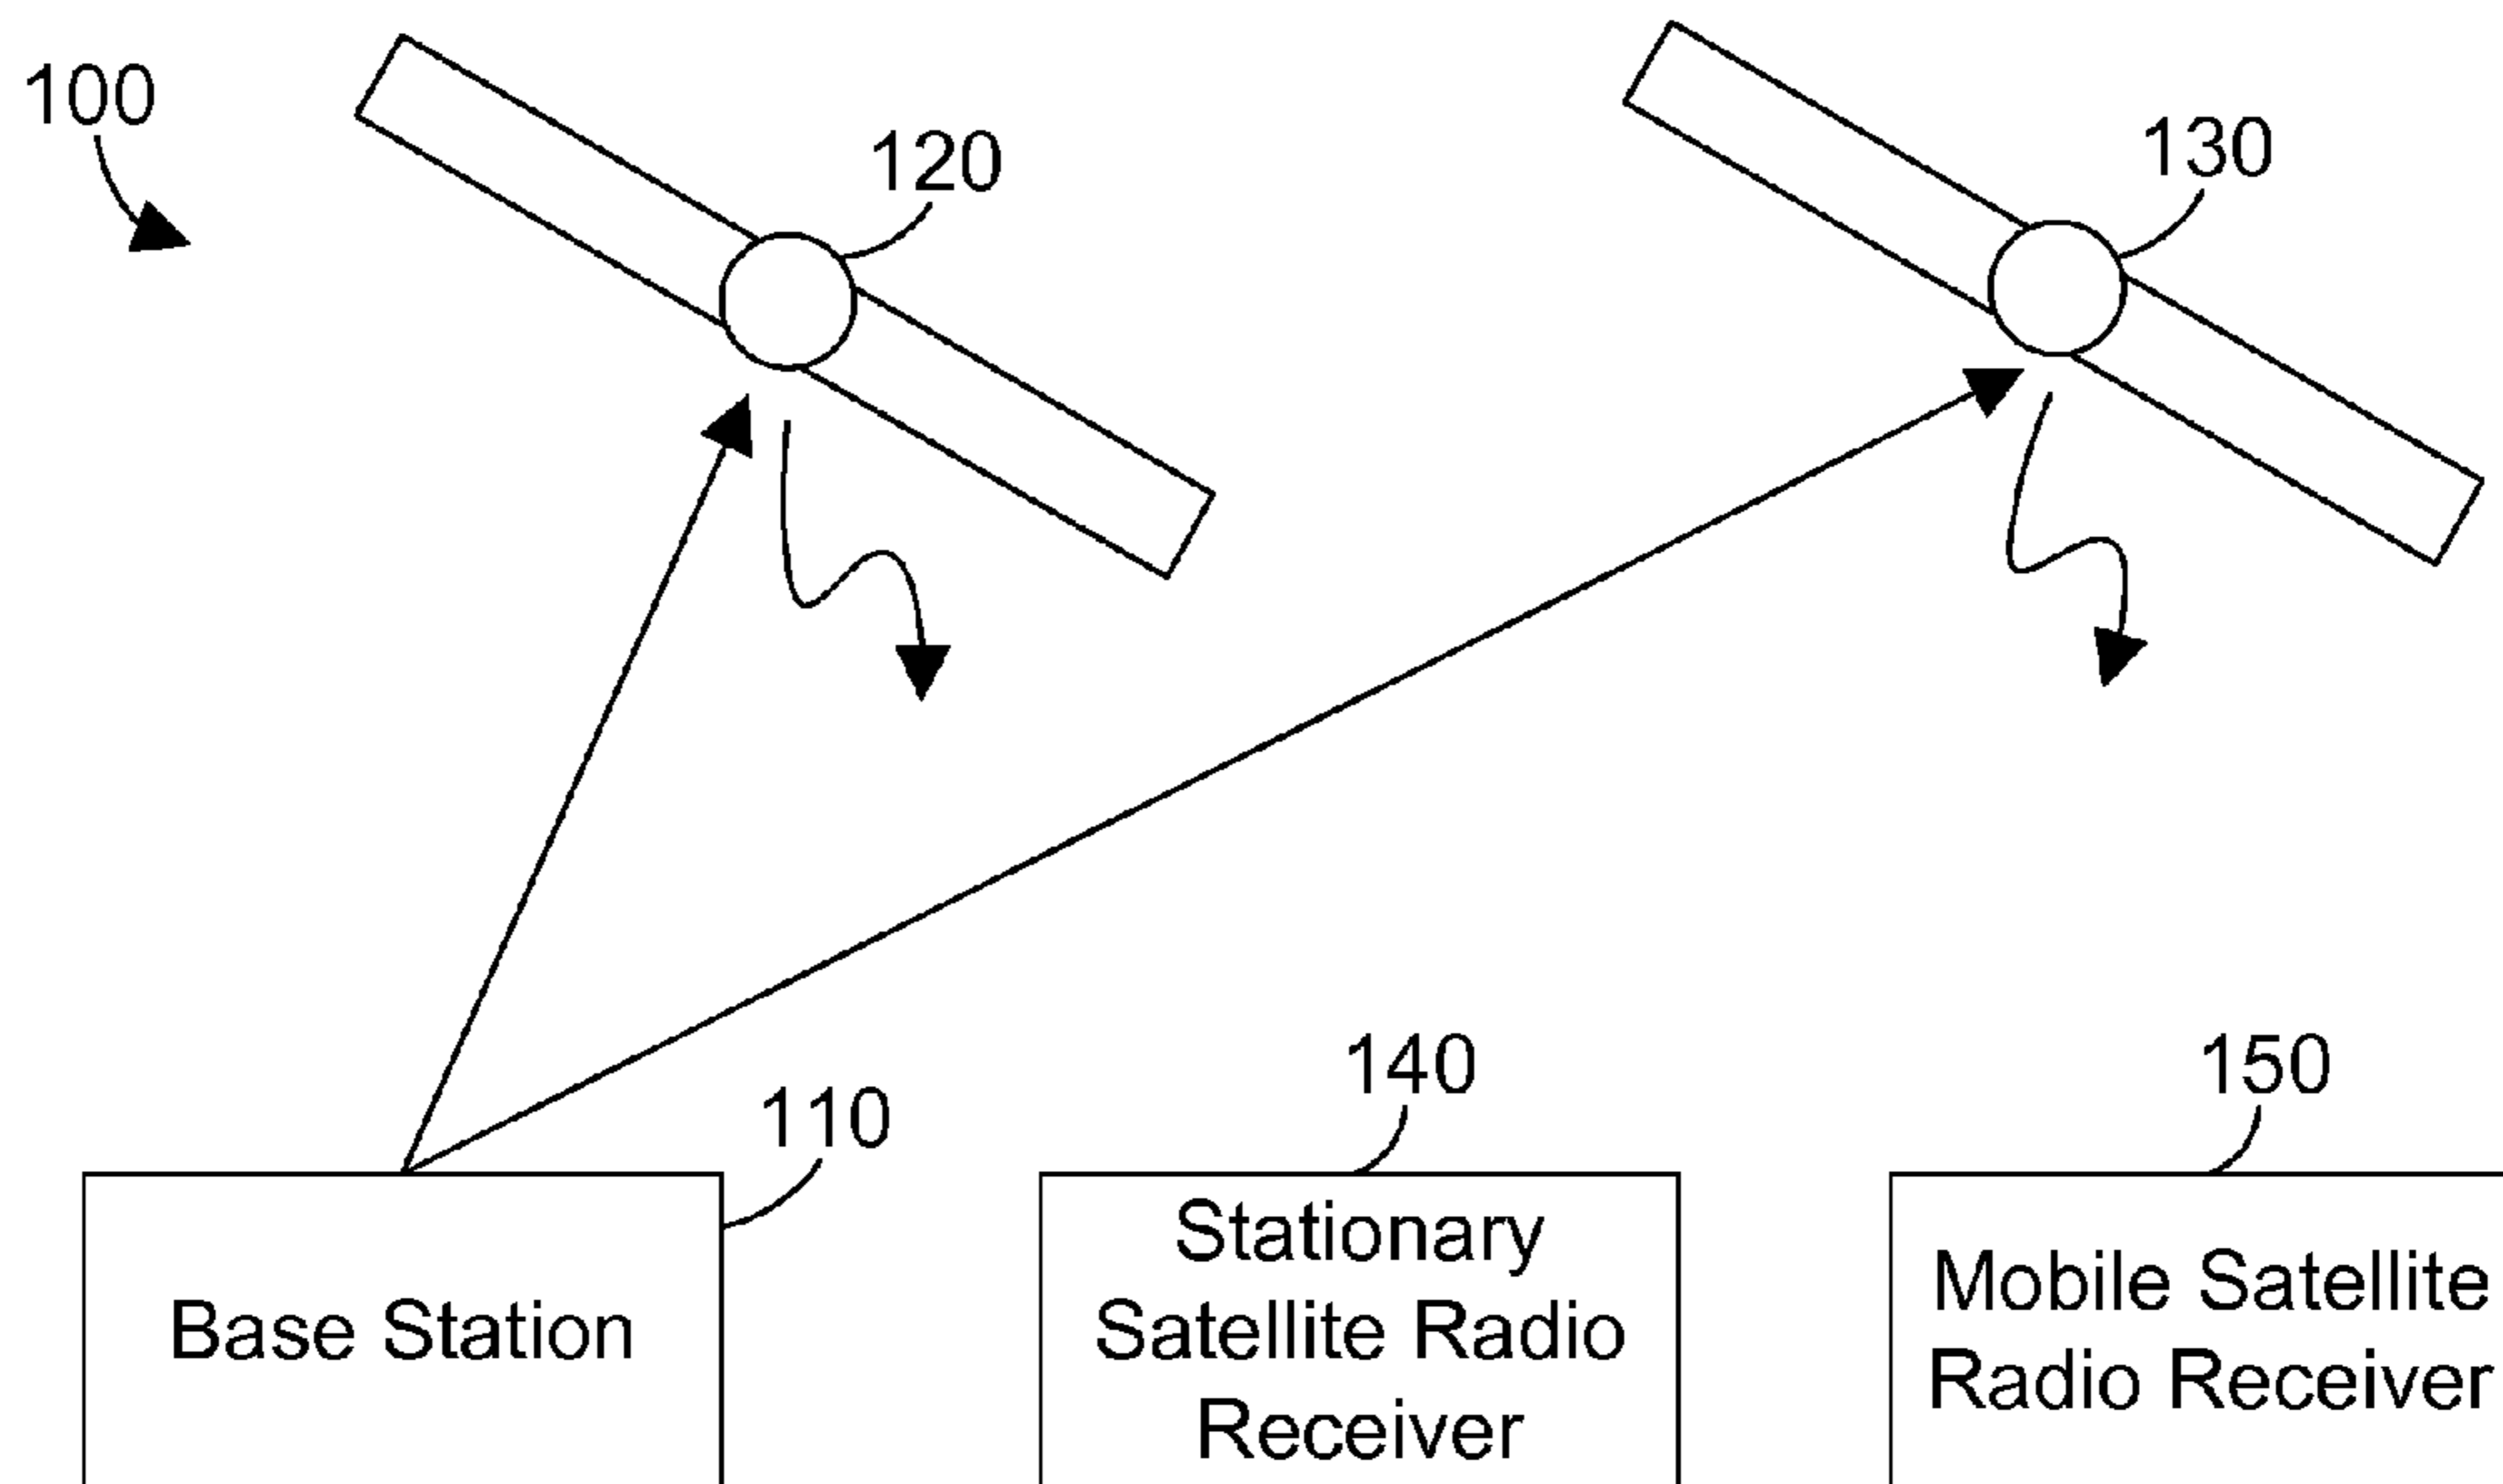 100
120
130
110
140
150
Base Station
Stationary
Satellite Radio
Receiver
Mobile Satellite
Radio Receiver